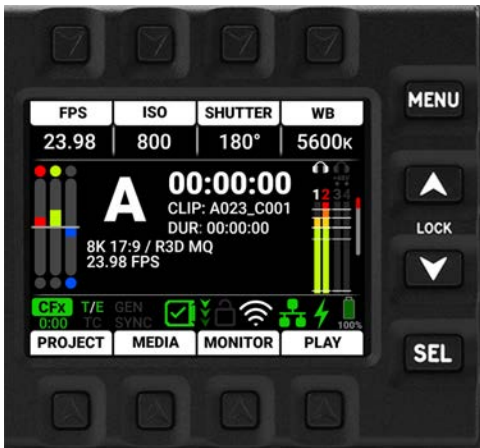 FPS ISO SHUTTER WB
23.98 800 180° 5600K
MENU
A 00:00:00
CLIP: A023_C001
DUR: 00:00:00
8K 17:9 / R3D MQ
23.98 FPS
+48V
1 2 3 4
LOCK
CFx T/E GEN
0:00 TC SYNC
100%
PROJECT MEDIA MONITOR PLAY
SEL